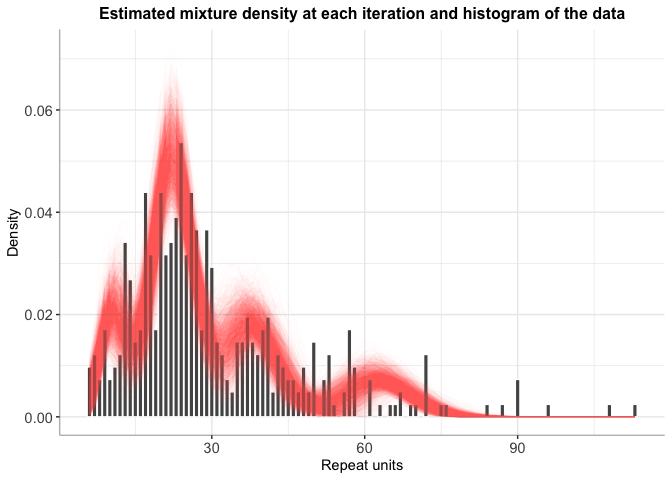 Estimated mixture density at each iteration and histogram of the data
Density
0.06
0.04
0.02
0.00
30 60 90
Repeat units